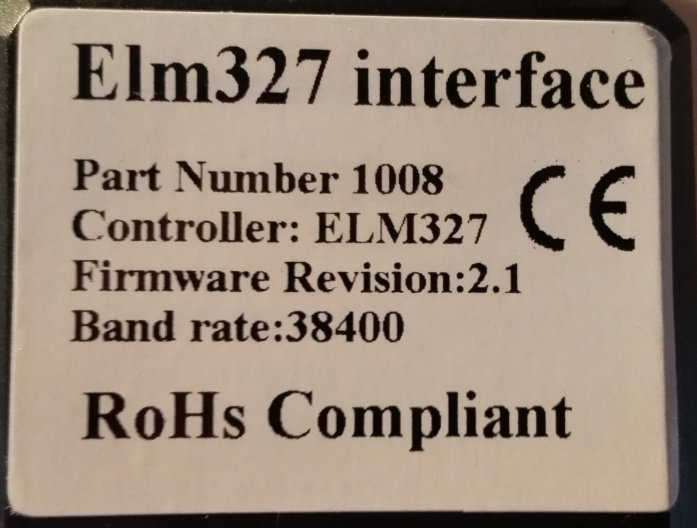 Elm327 interface
Part Number 1008
Controller: ELM327
CE
Firmware Revision:2.1
Band rate:38400
RoHs Compliant